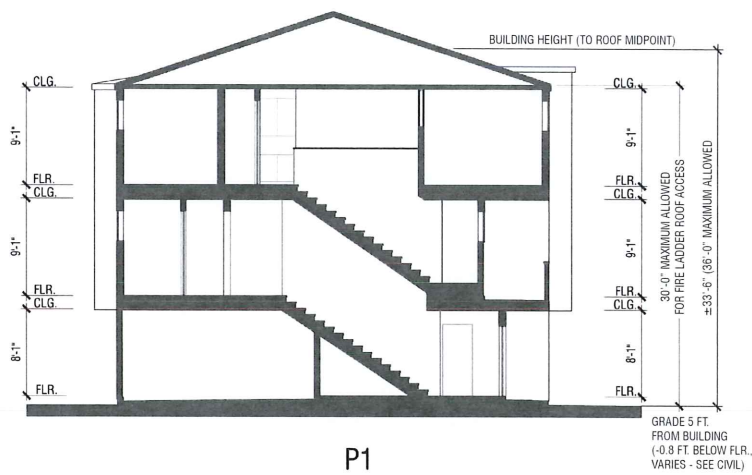 BUILDING HEIGHT (TO ROOF MIDPOINT)
CLG.
CLG.
9'-1"
9'-1"
FLR.
FLR.
CLG.
CLG.
9'-1"
9'-1"
FLR.
FLR.
CLG.
CLG.
8'-1"
8'-1"
FLR.
FLR.
30'-0" MAXIMUM ALLOWED
FOR FIRE LADDER ROOF ACCESS
±33'-6" (36'-0" MAXIMUM ALLOWED
GRADE 5 FT.
FROM BUILDING
(-0.8 FT. BELOW FLR.,
VARIES - SEE CIVIL)
P1